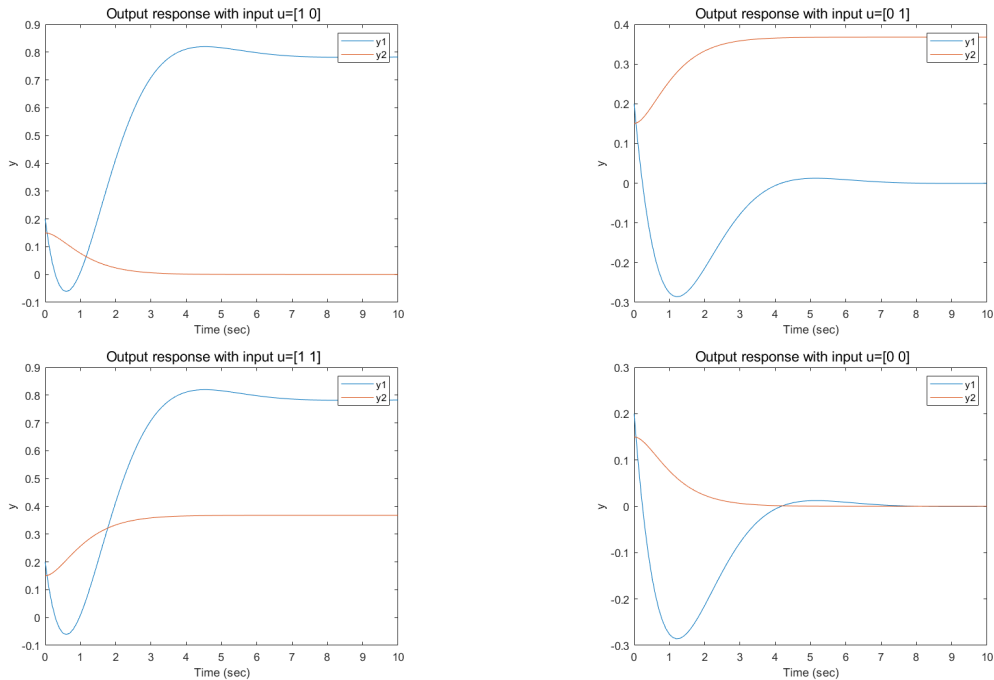 Output response with input u=[1 0]
0.9
0.8
0.7
0.6
0.5
0.4
0.3
0.2
0.1
0
-0.1
y
y1
y2
0 1 2 3 4 5 6 7 8 9 10
Time (sec)
Output response with input u=[0 1]
0.4
0.3
0.2
0.1
0
-0.1
-0.2
-0.3
y
y1
y2
0 1 2 3 4 5 6 7 8 9 10
Time (sec)
Output response with input u=[1 1]
0.9
0.8
0.7
0.6
0.5
0.4
0.3
0.2
0.1
0
-0.1
y
y1
y2
0 1 2 3 4 5 6 7 8 9 10
Time (sec)
Output response with input u=[0 0]
0.3
0.2
0.1
0
-0.1
-0.2
-0.3
y
y1
y2
0 1 2 3 4 5 6 7 8 9 10
Time (sec)